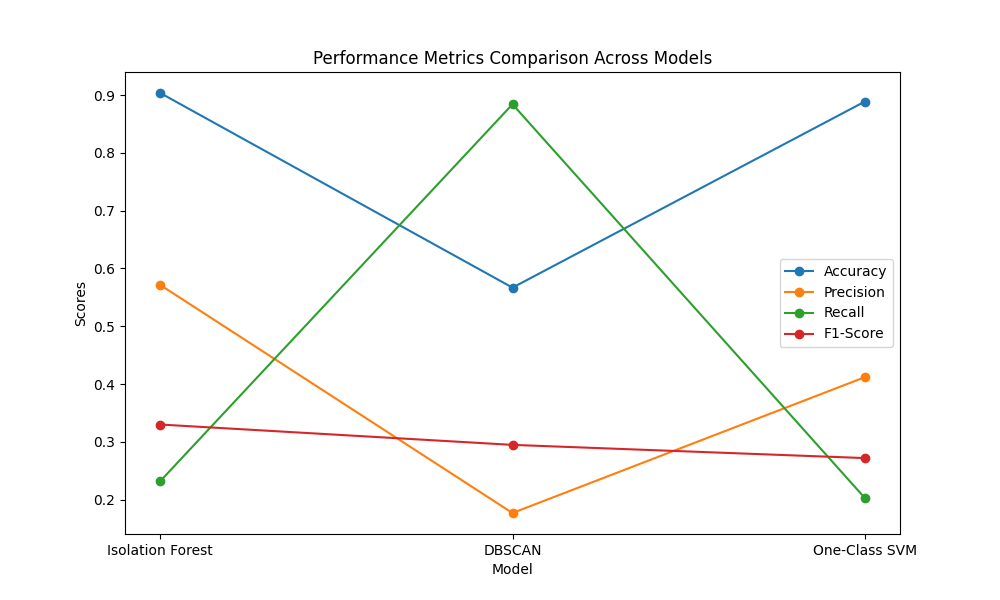 Performance Metrics Comparison Across Models
0.9
0.8
0.7
0.6
0.5
0.4
0.3
0.2
Scores
Accuracy
Precision
Recall
F1-Score
Isolation Forest
DBSCAN
One-Class SVM
Model